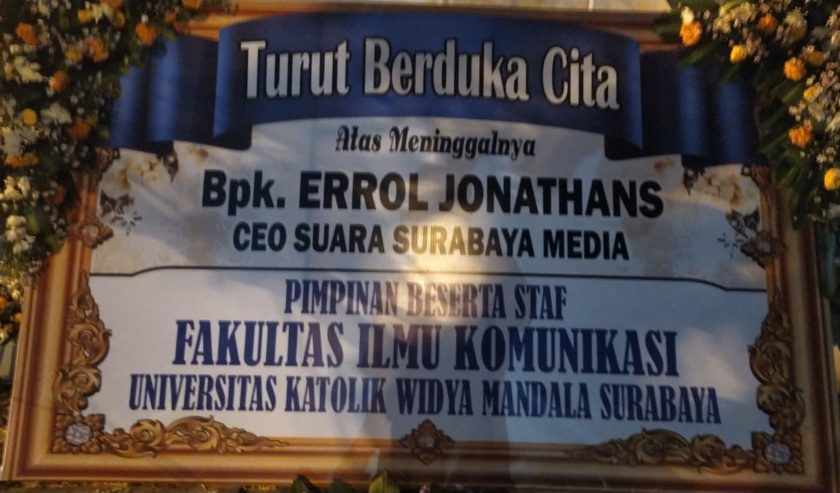 Turut Berduka Cita
Atas Meninggalnya
Bpk. ERROL JONATHANS
CEO SUARA SURABAYA MEDIA
PIMPINAN BESERTA STAF
FAKULTAS ILMU KOMUNIKASI
UNIVERSITAS KATOLIK WIDYA MANDALA SURABAYA